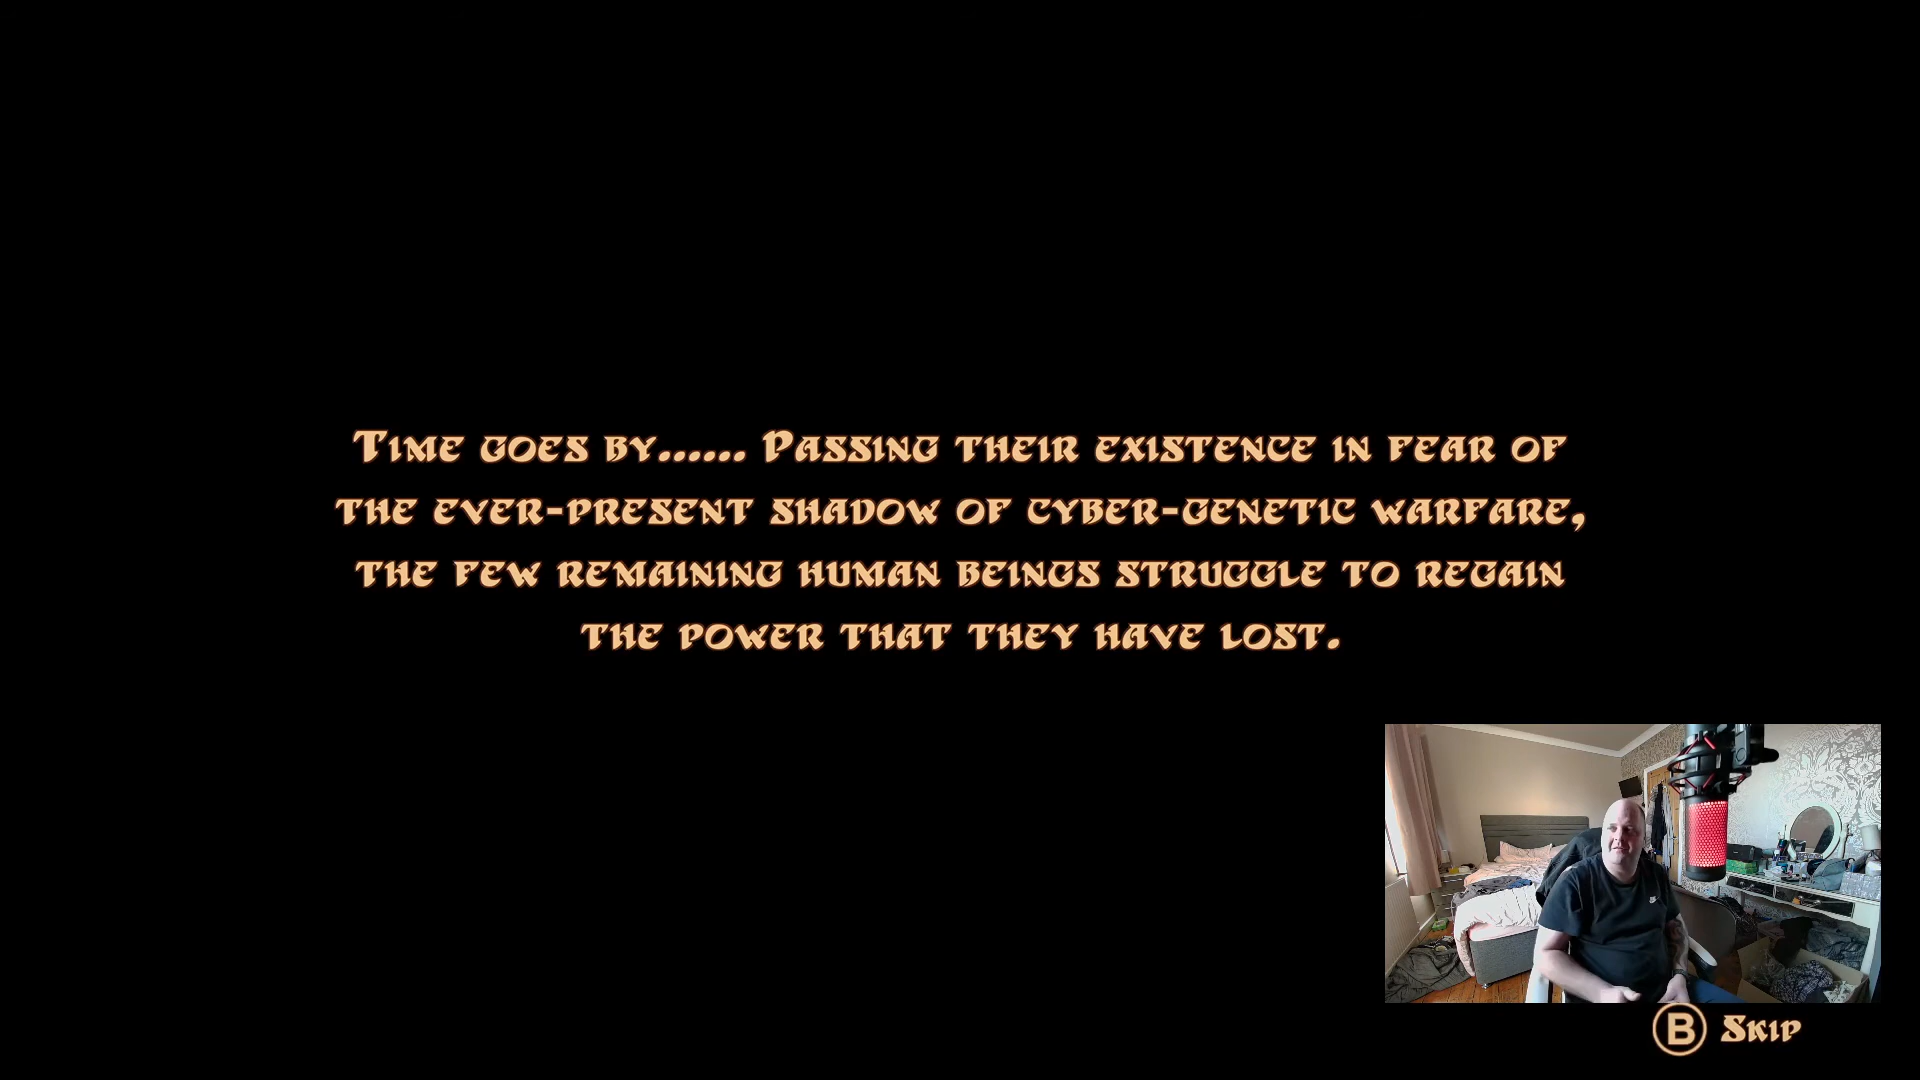 Time goes by...... Passing their existence in fear of
the ever-present shadow of cyber-genetic warfare,
the few remaining human beings struggle to regain
the power that they have lost.
B Skip